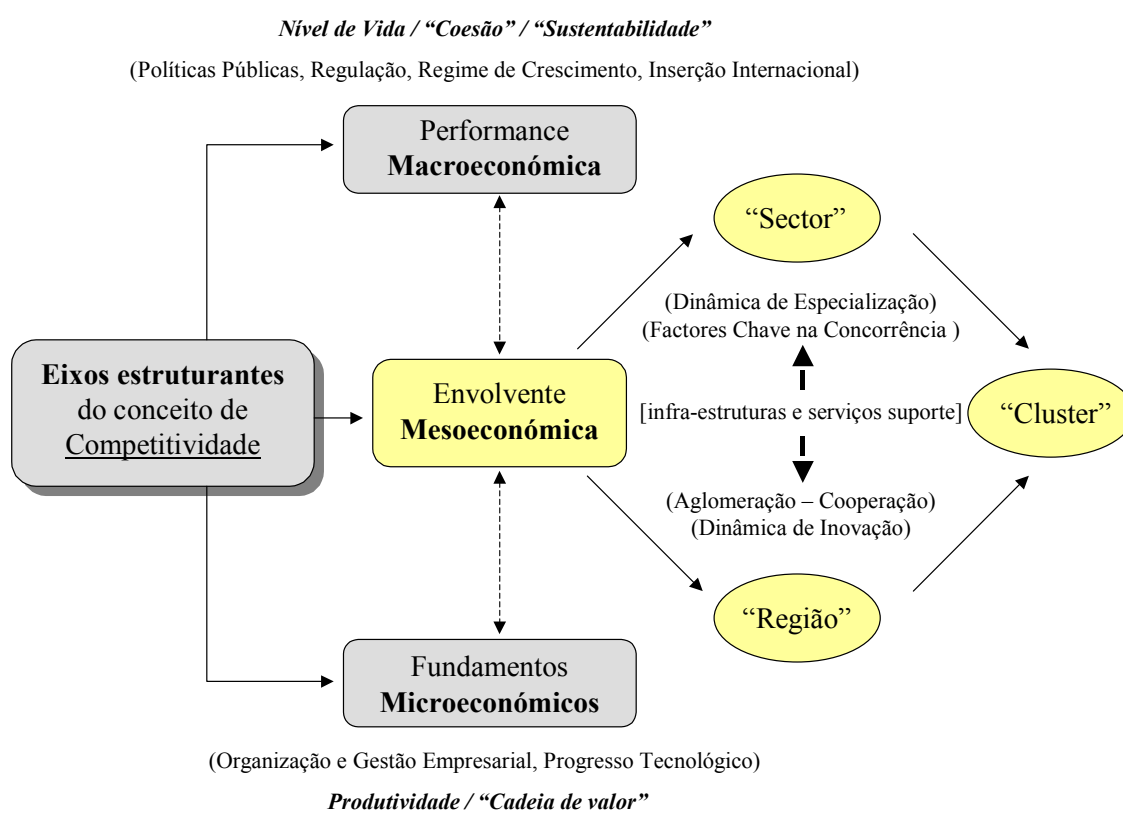 Nível de Vida / “Coesão” / “Sustentabilidade”
(Políticas Públicas, Regulação, Regime de Crescimento, Inserção Internacional)
Performance
Macroeconómica
“Sector”
(Dinâmica de Especialização)
(Factores Chave na Concorrência )
Eixos estruturantes
do conceito de
Competitividade
Envolvente
Mesoeconómica
[infra-estruturas e serviços suporte]
“Cluster”
(Aglomeração – Cooperação)
(Dinâmica de Inovação)
“Região”
Fundamentos
Microeconómicos
(Organização e Gestão Empresarial, Progresso Tecnológico)
Produtividade / “Cadeia de valor”